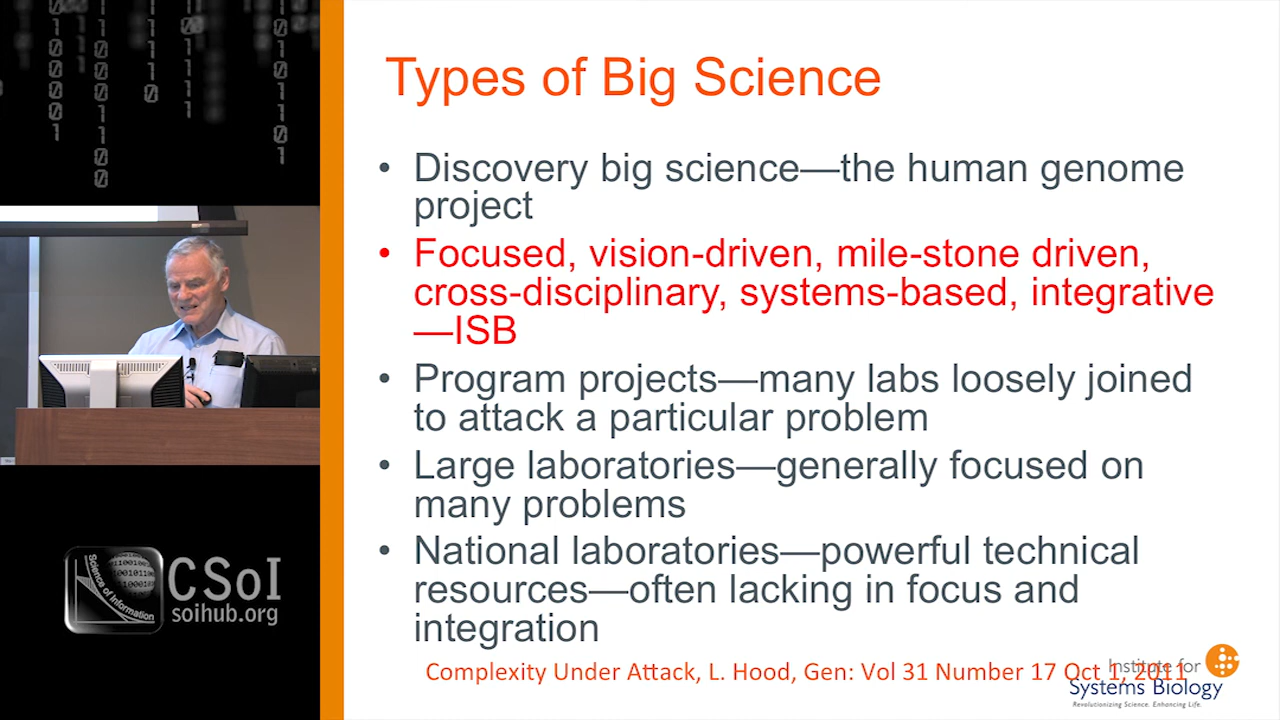 Types of Big Science
• Discovery big science—the human genome
project
• Focused, vision-driven, mile-stone driven,
cross-disciplinary, systems-based, integrative
—ISB
• Program projects—many labs loosely joined
to attack a particular problem
• Large laboratories—generally focused on
many problems
• National laboratories—powerful technical
resources—often lacking in focus and
integration
Complexity Under Attack, L. Hood, Gen: Vol 31 Number 17 Oct 1, 2011
Institute for
Systems Biology
Revolutionizing Science. Enhancing Life.
Science of Information
CSoI
soihub.org